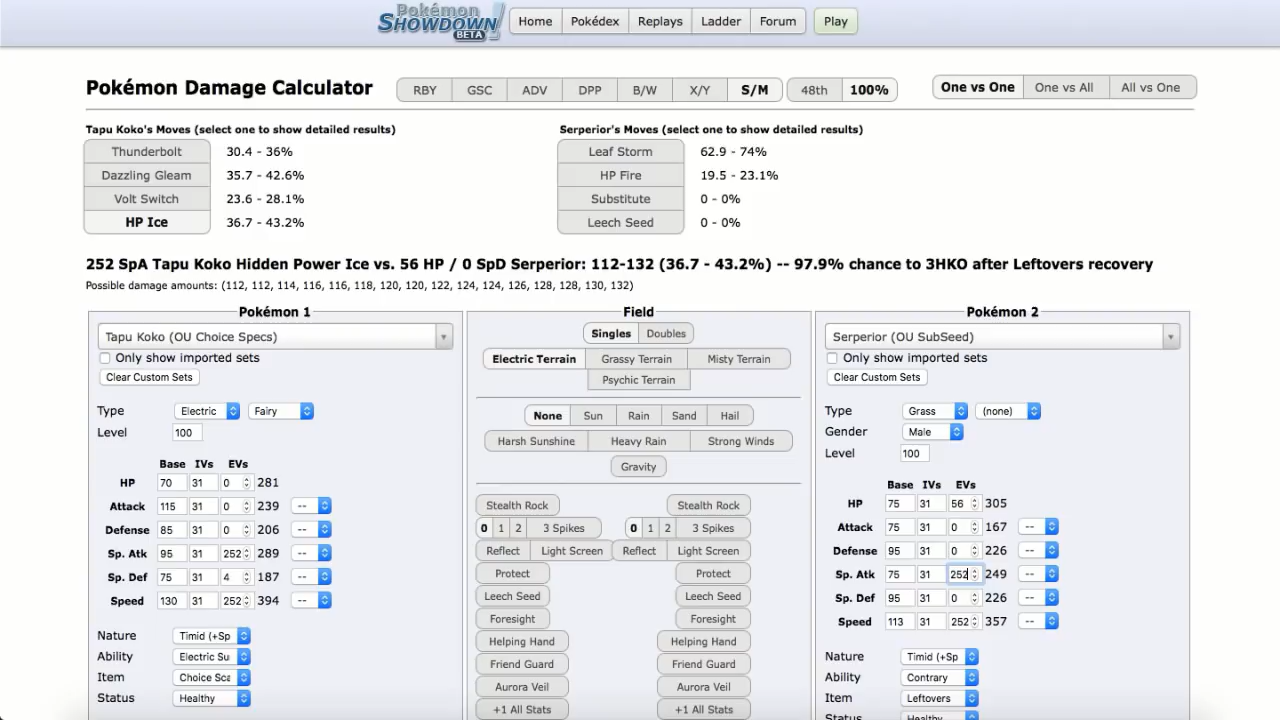 Pokémon
SHOWDOWN!
BETA
Home Pokédex Replays Ladder Forum Play
Pokémon Damage Calculator RBY GSC ADV DPP B/W X/Y S/M 48th 100% One vs One One vs All All vs One
Tapu Koko's Moves (select one to show detailed results) Serperior's Moves (select one to show detailed results)
Thunderbolt 30.4 - 36% Leaf Storm 62.9 - 74%
Dazzling Gleam 35.7 - 42.6% HP Fire 19.5 - 23.1%
Volt Switch 23.6 - 28.1% Substitute 0 - 0%
HP Ice 36.7 - 43.2% Leech Seed 0 - 0%
252 SpA Tapu Koko Hidden Power Ice vs. 56 HP / 0 SpD Serperior: 112-132 (36.7 - 43.2%) -- 97.9% chance to 3HKO after Leftovers recovery
Possible damage amounts: (112, 112, 114, 116, 116, 118, 120, 120, 122, 124, 124, 126, 128, 128, 130, 132)
Pokémon 1
Tapu Koko (OU Choice Specs)
Only show imported sets
Clear Custom Sets
Type Electric Fairy
Level 100
Base IVs EVs
HP 70 31 0 281
Attack 115 31 0 239 --
Defense 85 31 0 206 --
Sp. Atk 95 31 252 289 --
Sp. Def 75 31 4 187 --
Speed 130 31 252 394 --
Nature Timid (+Sp
Ability Electric Su
Item Choice Sca
Status Healthy
Field
Singles Doubles
Electric Terrain Grassy Terrain Misty Terrain
Psychic Terrain
None Sun Rain Sand Hail
Harsh Sunshine Heavy Rain Strong Winds
Gravity
Stealth Rock Stealth Rock
0 1 2 3 Spikes 0 1 2 3 Spikes
Reflect Light Screen Reflect Light Screen
Protect Protect
Leech Seed Leech Seed
Foresight Foresight
Helping Hand Helping Hand
Friend Guard Friend Guard
Aurora Veil Aurora Veil
+1 All Stats +1 All Stats
Pokémon 2
Serperior (OU SubSeed)
Only show imported sets
Clear Custom Sets
Type Grass (none)
Gender Male
Level 100
Base IVs EVs
HP 75 31 56 305
Attack 75 31 0 167 --
Defense 95 31 0 226 --
Sp. Atk 75 31 252 249 --
Sp. Def 95 31 0 226 --
Speed 113 31 252 357 --
Nature Timid (+Sp
Ability Contrary
Item Leftovers
Status Healthy